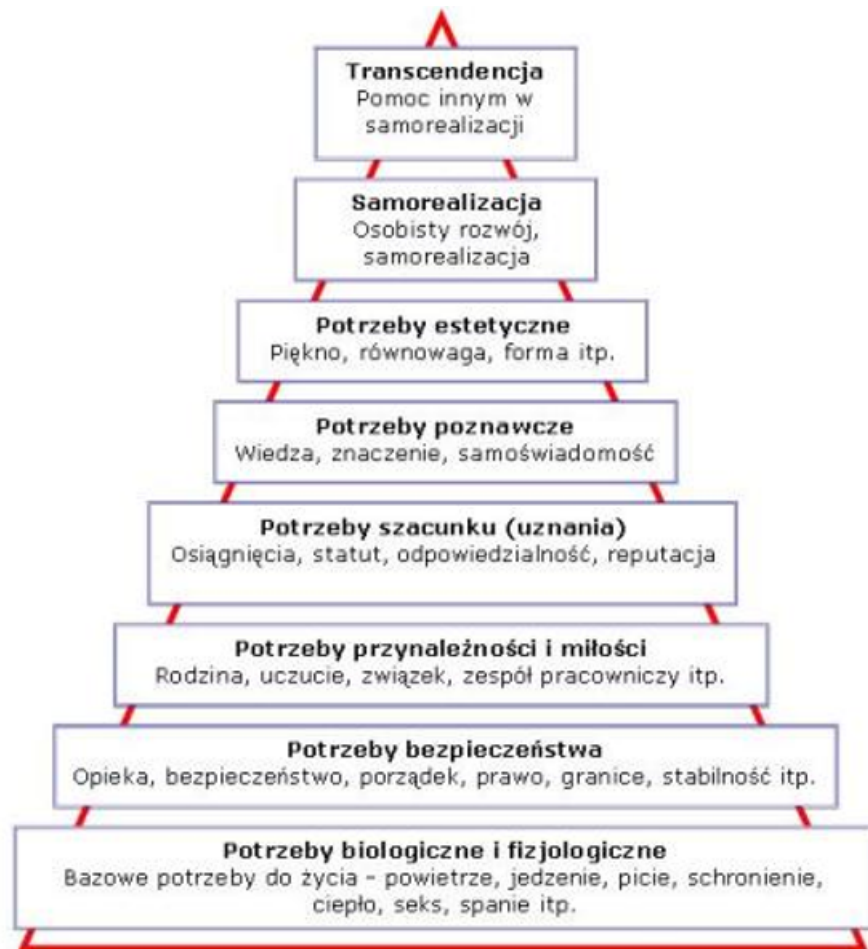 Transcendencja
Pomoc innym w
samorealizacji
Samorealizacja
Osobisty rozwój,
samorealizacja
Potrzeby estetyczne
Piękno, równowaga, forma itp.
Potrzeby poznawcze
Wiedza, znaczenie, samoświadomość
Potrzeby szacunku (uznania)
Osiągnięcia, statut, odpowiedzialność, reputacja
Potrzeby przynależności i miłości
Rodzina, uczucie, związek, zespół pracowniczy itp.
Potrzeby bezpieczeństwa
Opieka, bezpieczeństwo, porządek, prawo, granice, stabilność itp.
Potrzeby biologiczne i fizjologiczne
Bazowe potrzeby do życia - powietrze, jedzenie, picie, schronienie,
ciepło, seks, spanie itp.